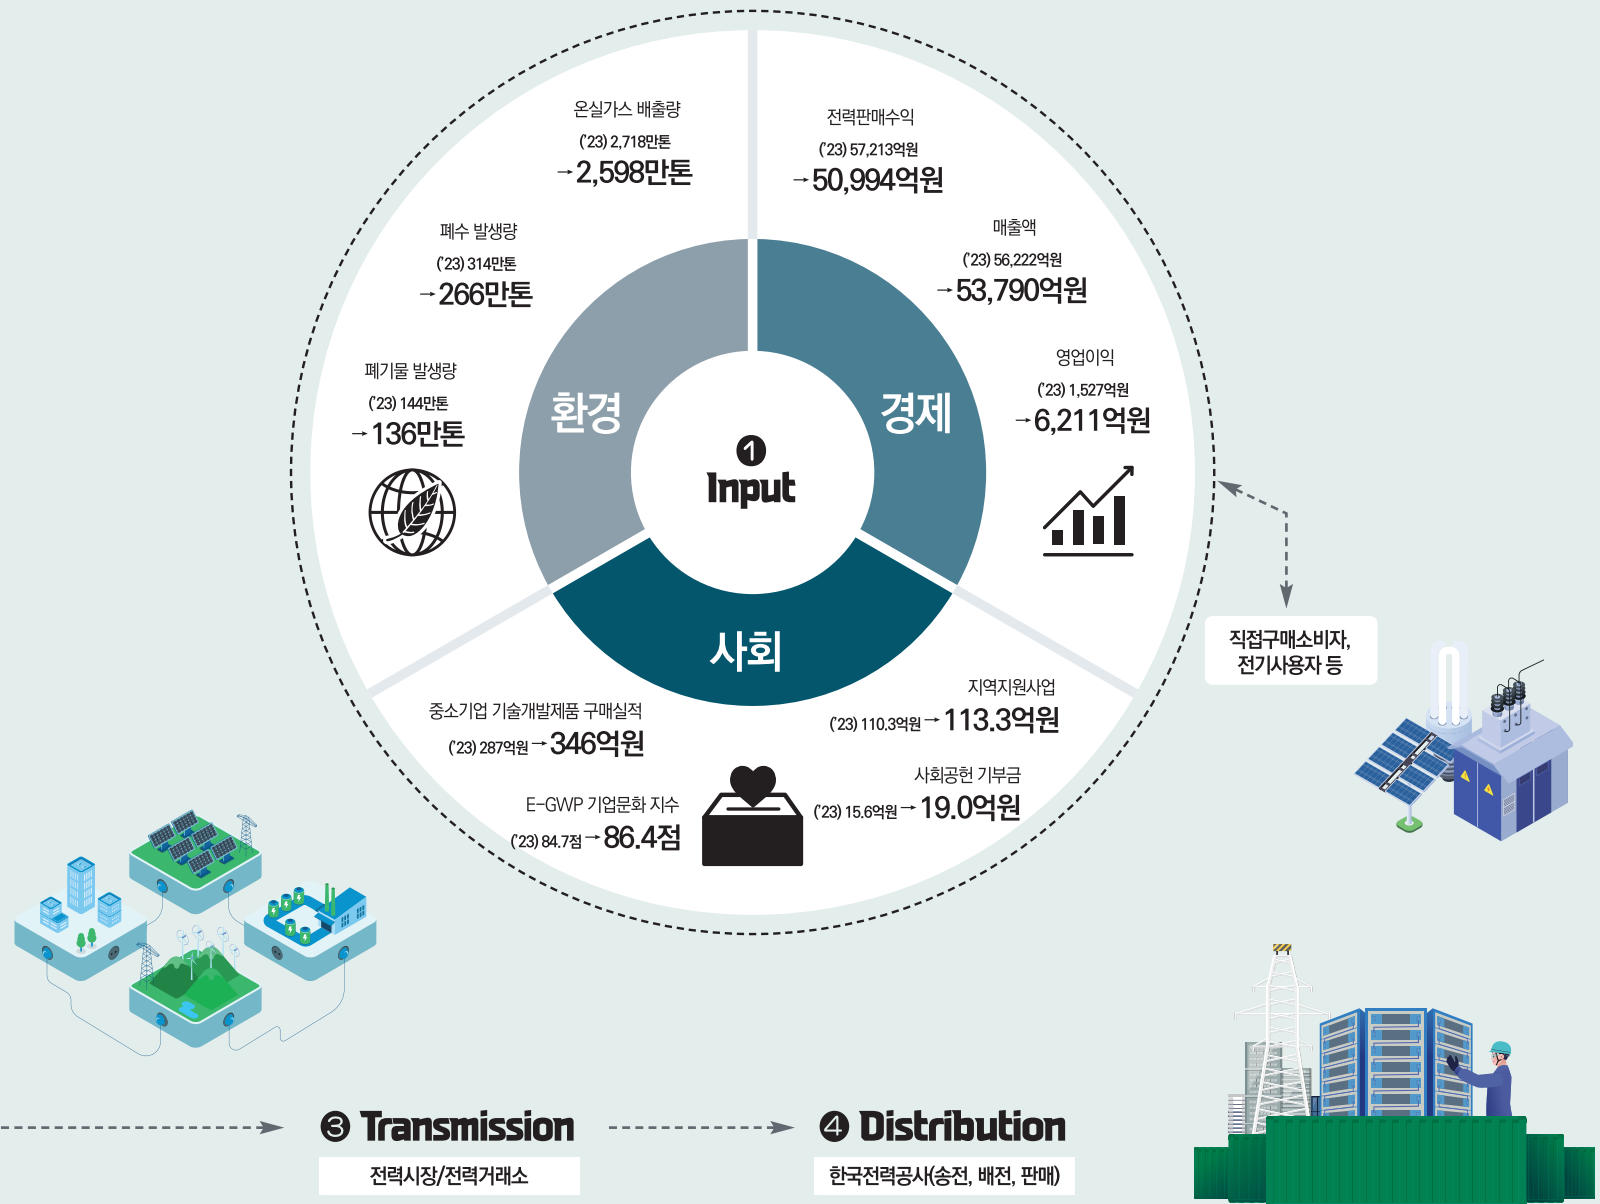 온실가스 배출량
(’23) 2,718만톤
→2,598만톤
폐수 발생량
(’23) 314만톤
→266만톤
폐기물 발생량
(’23) 144만톤
→136만톤
전력판매수익
(’23) 57,213억원
→50,994억원
매출액
(’23) 56,222억원
→53,790억원
영업이익
(’23) 1,527억원
→6,211억원
환경
경제
1
Input
사회
중소기업 기술개발제품 구매실적
(’23) 287억원→346억원
E-GWP 기업문화 지수
(’23) 84.7점→86.4점
지역지원사업
(’23) 110.3억원→113.3억원
사회공헌 기부금
(’23) 15.6억원→19.0억원
직접구매소비자,
전기사용자 등
3 Transmission
전력시장/전력거래소
4 Distribution
한국전력공사(송전, 배전, 판매)